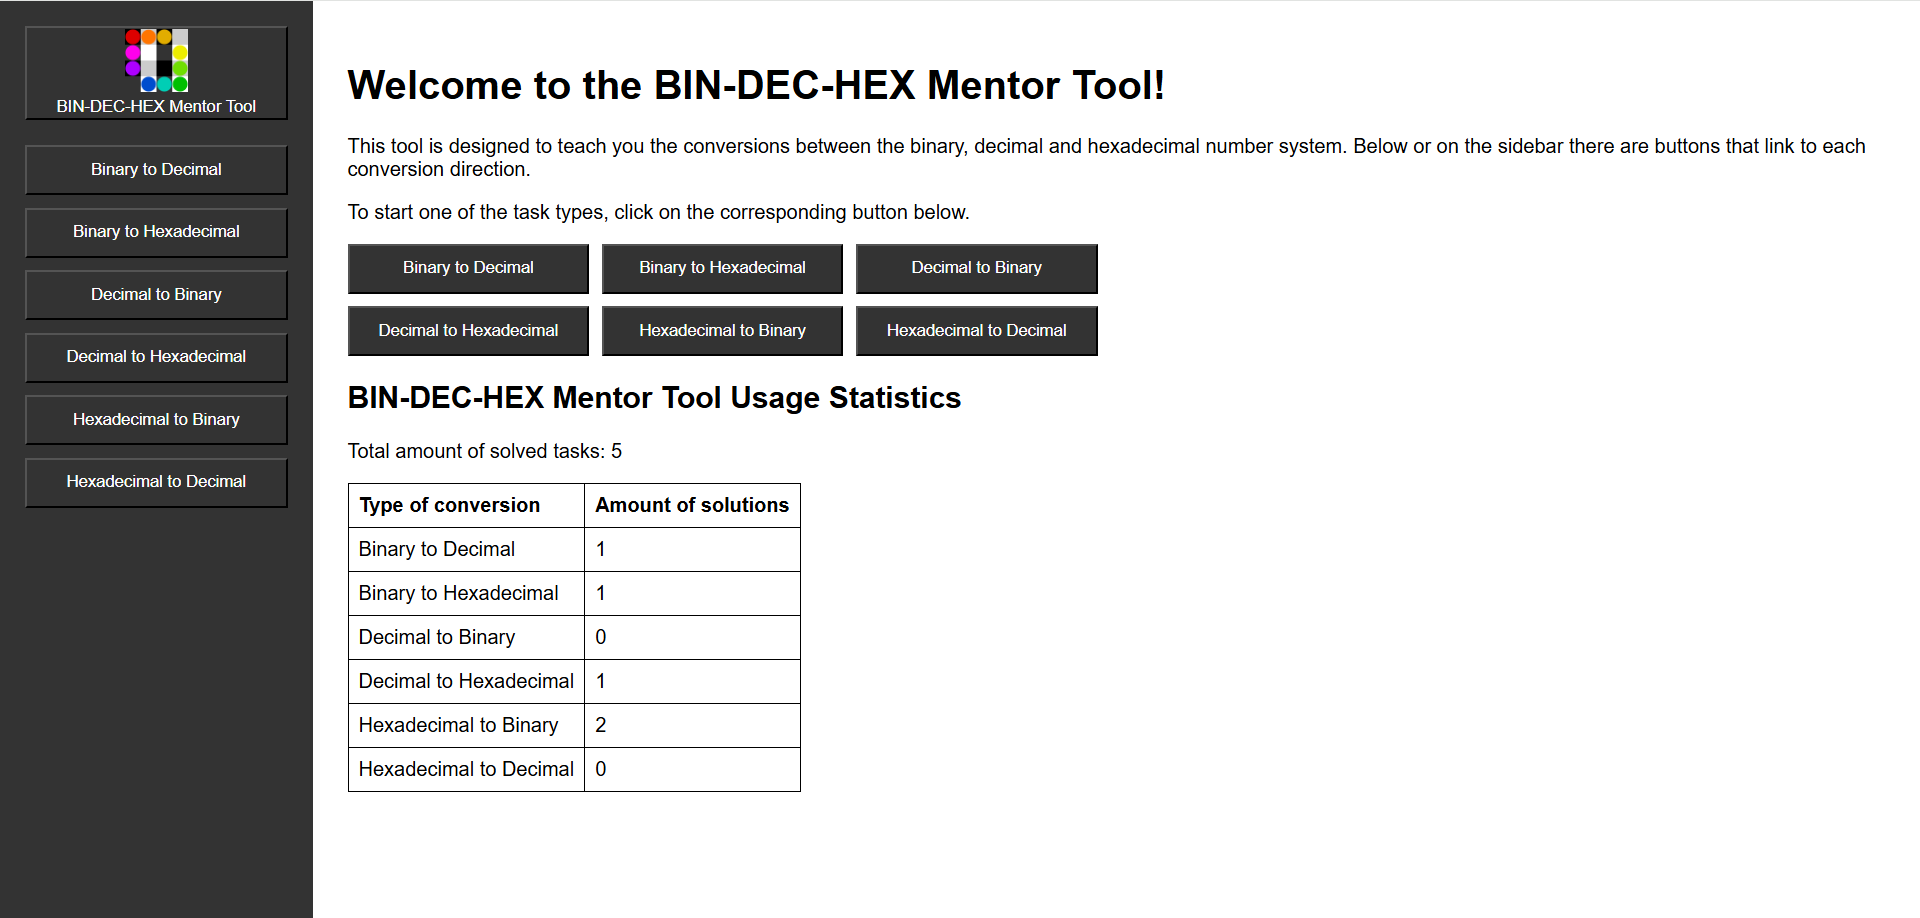 BIN-DEC-HEX Mentor Tool
Binary to Decimal
Binary to Hexadecimal
Decimal to Binary
Decimal to Hexadecimal
Hexadecimal to Binary
Hexadecimal to Decimal
Welcome to the BIN-DEC-HEX Mentor Tool!
This tool is designed to teach you the conversions between the binary, decimal and hexadecimal number system. Below or on the sidebar there are buttons that link to each
conversion direction.
To start one of the task types, click on the corresponding button below.
Binary to Decimal Binary to Hexadecimal Decimal to Binary
Decimal to Hexadecimal Hexadecimal to Binary Hexadecimal to Decimal
BIN-DEC-HEX Mentor Tool Usage Statistics
Total amount of solved tasks: 5
Type of conversion Amount of solutions
Binary to Decimal 1
Binary to Hexadecimal 1
Decimal to Binary 0
Decimal to Hexadecimal 1
Hexadecimal to Binary 2
Hexadecimal to Decimal 0